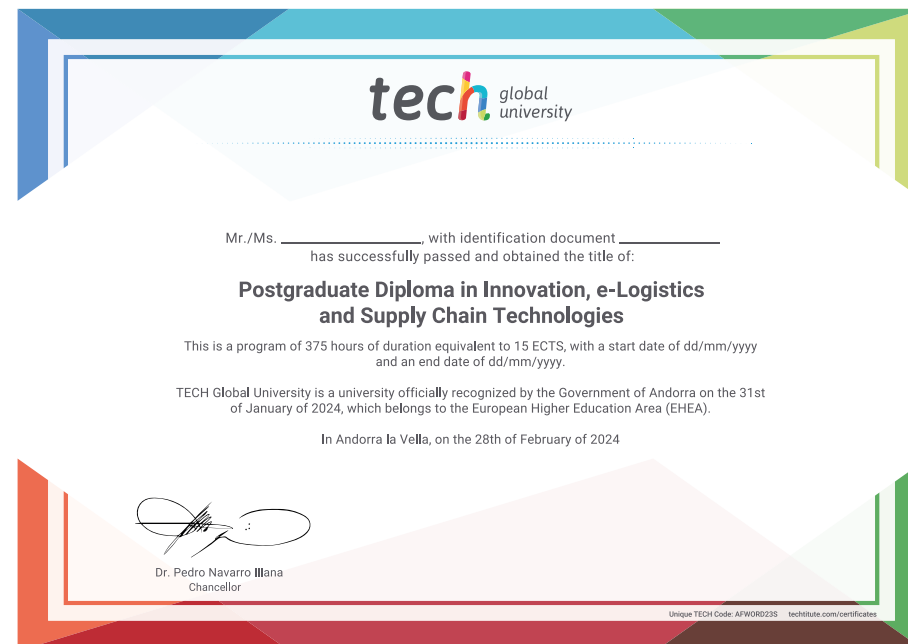 tech global university
Mr./Ms. ____________, with identification document ____________
has successfully passed and obtained the title of:
Postgraduate Diploma in Innovation, e-Logistics
and Supply Chain Technologies
This is a program of 375 hours of duration equivalent to 15 ECTS, with a start date of dd/mm/yyyy
and an end date of dd/mm/yyyy.
TECH Global University is a university officially recognized by the Government of Andorra on the 31st
of January of 2024, which belongs to the European Higher Education Area (EHEA).
In Andorra la Vella, on the 28th of February of 2024
Dr. Pedro Navarro Illana
Chancellor
Unique TECH Code: AFWORD23S techtitute.com/certificates